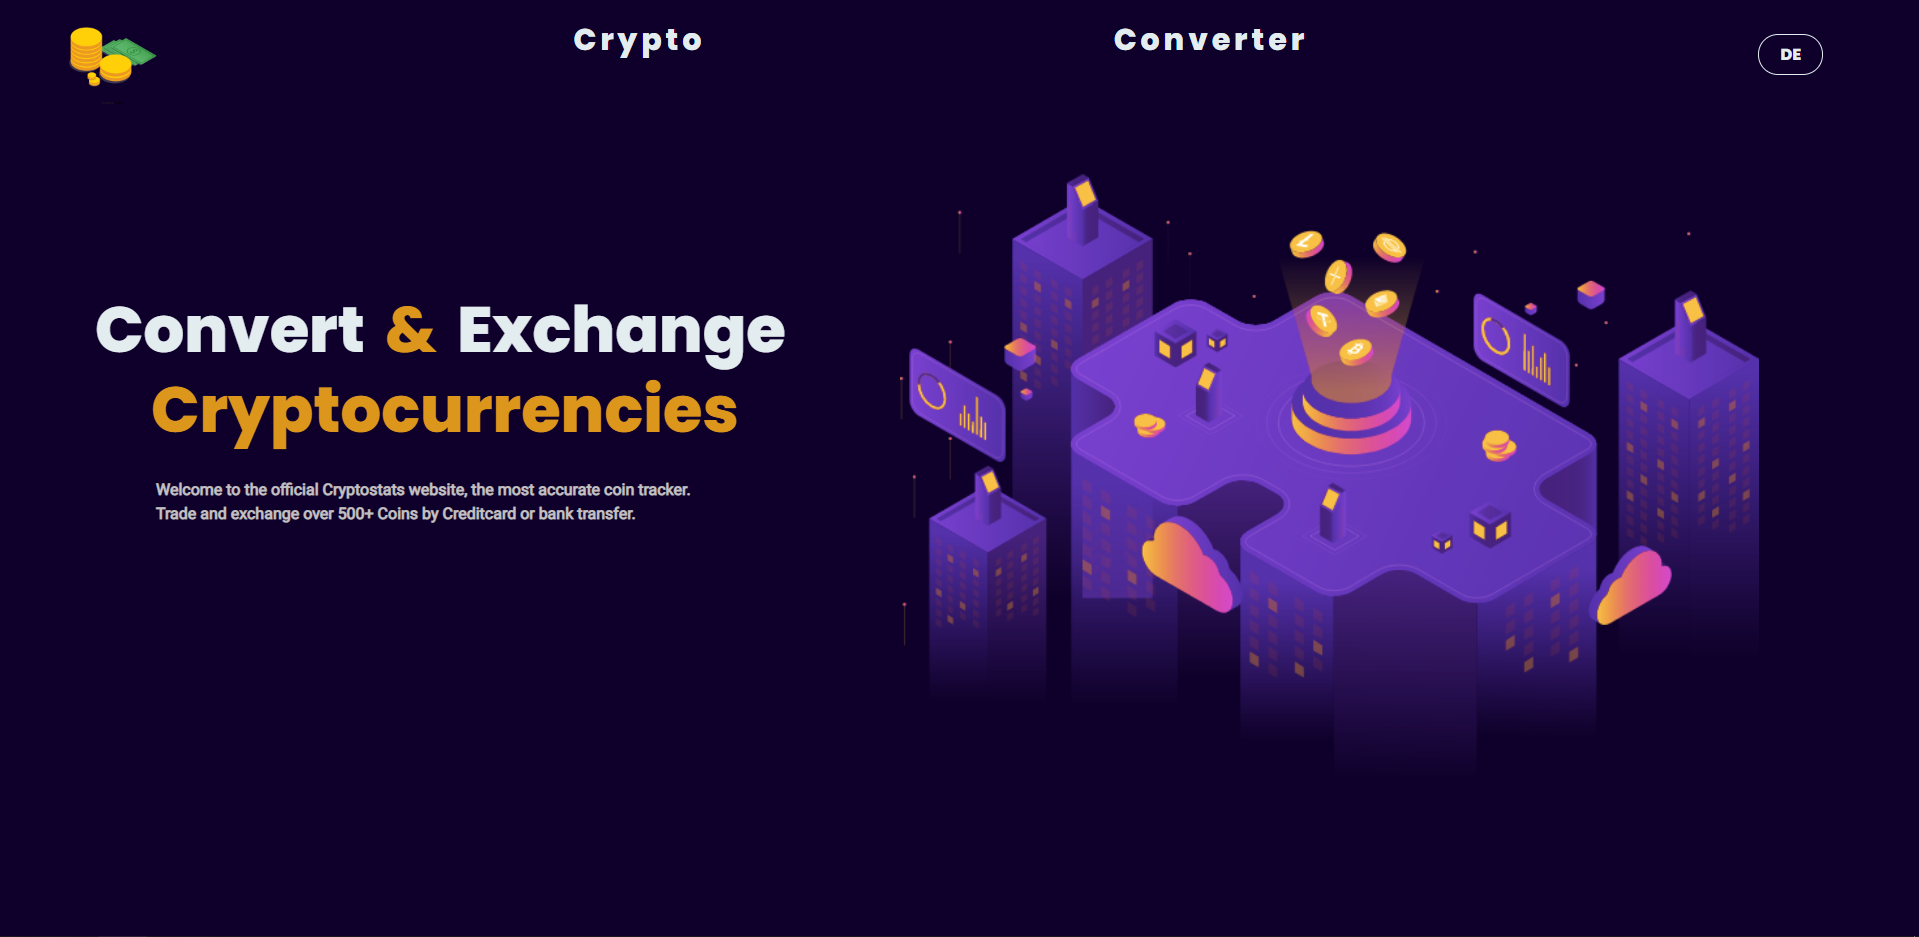 Crypto Converter DE
Convert & Exchange
Cryptocurrencies
Welcome to the official Cryptostats website, the most accurate coin tracker.
Trade and exchange over 500+ Coins by Creditcard or bank transfer.